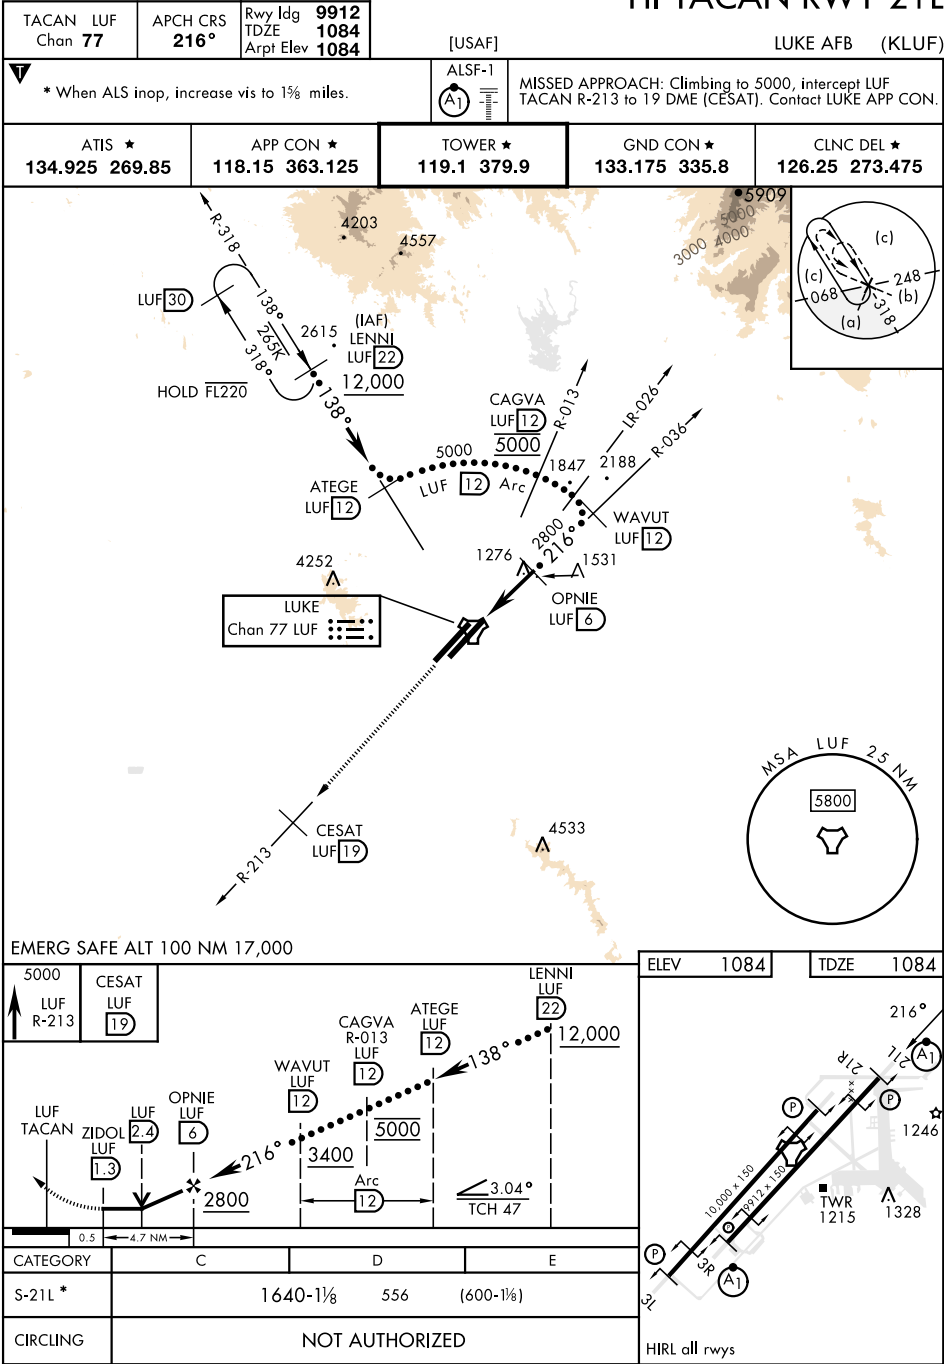 HI-TACAN RWY 21L
TACAN LUF
Chan 77
APCH CRS
216°
Rwy ldg 9912
TDZE 1084
Arpt Elev 1084
[USAF]
LUKE AFB (KLUF)
T
* When ALS inop, increase vis to 1⅝ miles.
ALSF-1
A1
MISSED APPROACH: Climbing to 5000, intercept LUF
TACAN R-213 to 19 DME (CESAT). Contact LUKE APP CON.
ATIS ★
134.925 269.85
APP CON ★
118.15 363.125
TOWER ★
119.1 379.9
GND CON ★
133.175 335.8
CLNC DEL ★
126.25 273.475
5909
5000
4000
3000
4203
4557
R-318
LUF 30
138°
265K
318°
HOLD FL220
2615
(IAF)
LENNI
LUF 22
12,000
138°
(c)
(c)
068
248
(b)
(a)
318
CAGVA
LUF 12
5000
R-013
LR-026
R-036
5000
LUF 12 Arc
1847
2188
ATEGE
LUF 12
WAVUT
LUF 12
2800
216°
1276
1531
OPNIE
LUF 6
4252
LUKE
Chan 77 LUF
CESAT
LUF 19
R-213
4533
MSA LUF 25 NM
5800
EMERG SAFE ALT 100 NM 17,000
5000
LUF
R-213
CESAT
LUF
19
LENNI
LUF
22
12,000
ATEGE
LUF
12
138°
CAGVA
R-013
LUF
12
5000
WAVUT
LUF
12
3400
Arc
12
216°
OPNIE
LUF
6
2800
LUF
2.4
ZIDOL
LUF
1.3
LUF
TACAN
3.04°
TCH 47
0.5
4.7 NM
CATEGORY C D E
S-21L * 1640-1⅛ 556 (600-1⅛)
CIRCLING NOT AUTHORIZED
ELEV 1084
TDZE 1084
216°
A1
21L
21R
P
P
1246
10,000 x 150
9912 x 150
TWR
1215
1328
P
P
3R
3L
A1
HIRL all rwys